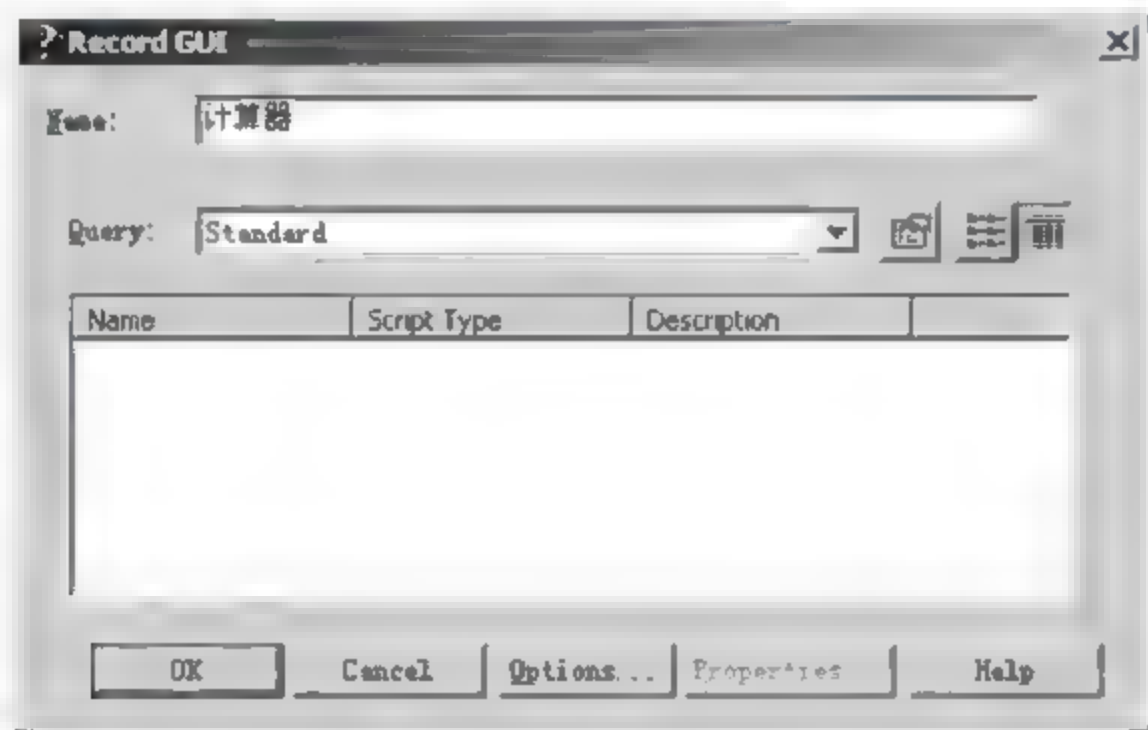 ? Record GUI
Name: 计算器
Query: Standard
Name Script Type Description
OK Cancel Options... Properties Help